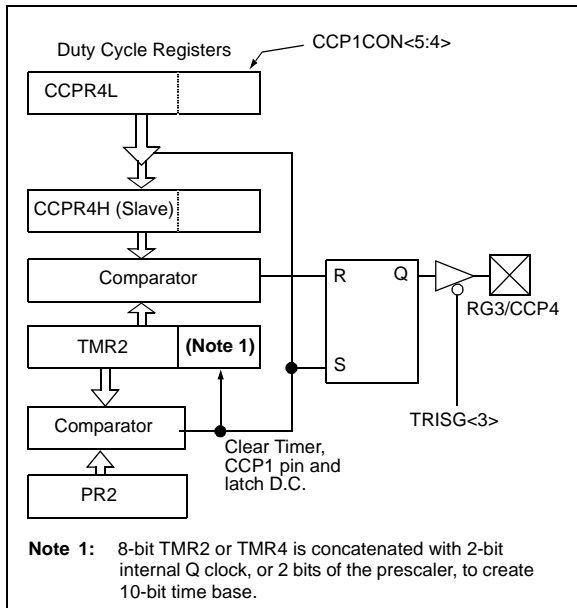 Duty Cycle Registers
CCP1CON<5:4>
CCPR4L
CCPR4H (Slave)
Comparator
R Q
RG3/CCP4
TMR2
(Note 1)
S
TRISG<3>
Comparator
Clear Timer,
CCP1 pin and
latch D.C.
PR2
Note 1: 8-bit TMR2 or TMR4 is concatenated with 2-bit
internal Q clock, or 2 bits of the prescaler, to create
10-bit time base.